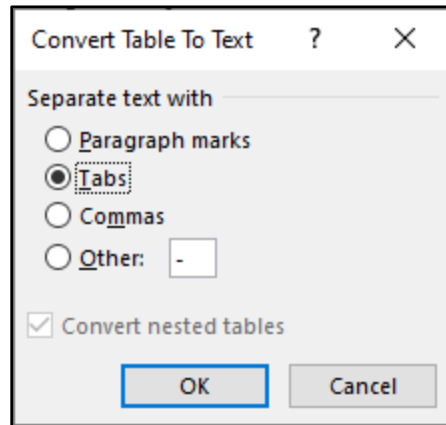 Convert Table To Text ?
Separate text with
Paragraph marks
Tabs
Commas
Other: -
Convert nested tables
OK Cancel